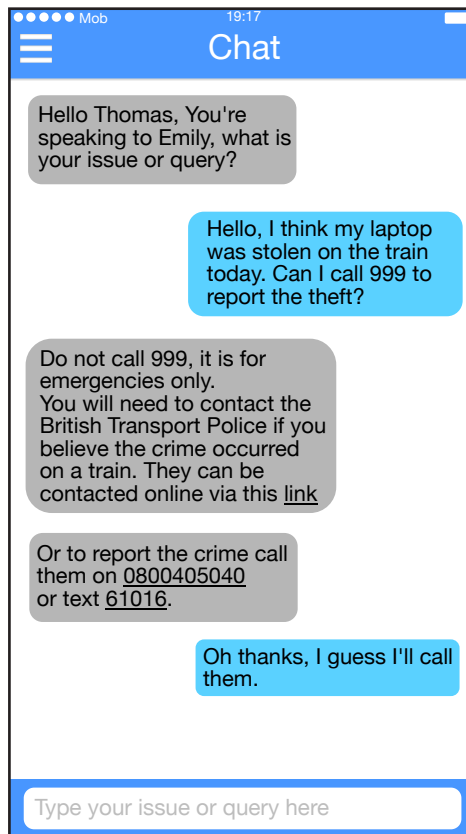 Mob
19:17
Chat
Hello Thomas, You're
speaking to Emily, what is
your issue or query?
Hello, I think my laptop
was stolen on the train
today. Can I call 999 to
report the theft?
Do not call 999, it is for
emergencies only.
You will need to contact the
British Transport Police if you
believe the crime occurred
on a train. They can be
contacted online via this link
Or to report the crime call
them on 0800405040
or text 61016.
Oh thanks, I guess I'll call
them.
Type your issue or query here